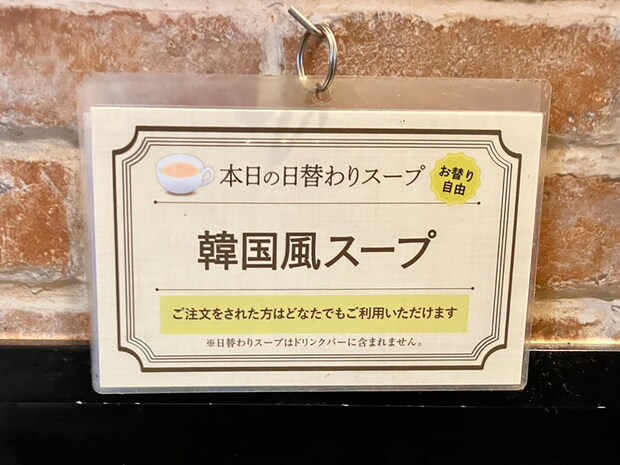 本日の日替わりスープ
お替り
自由
韓国風スープ
ご注文をされた方はどなたでもご利用いただけます
※日替わりスープはドリンクバーに含まれません。